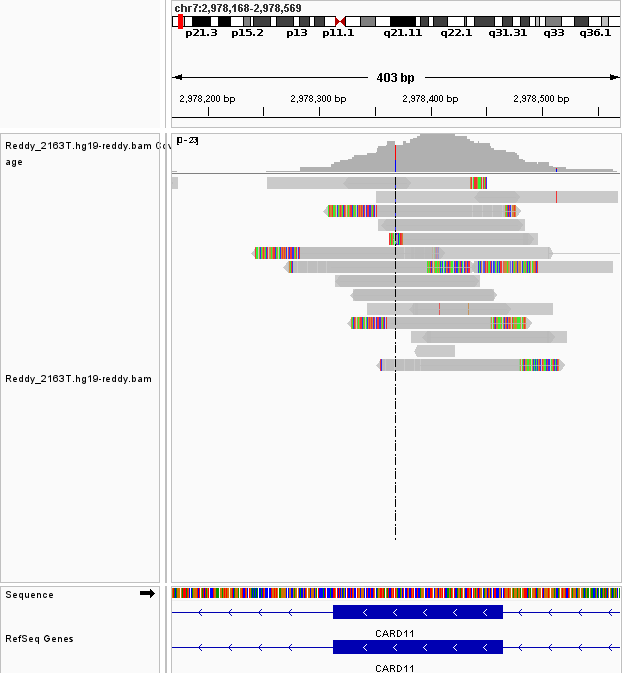 chr7:2,978,168-2,978,569
p21.3 p15.2 p13 p11.1 q21.11 q22.1 q31.31 q33 q36.1
403 bp
2,978,200 bp 2,978,300 bp 2,978,400 bp 2,978,500 bp
[0-23]
Reddy_2163T.hg19-reddy.bam Cov
age
Reddy_2163T.hg19-reddy.bam
Sequence
CARD11
RefSeq Genes
CARD11